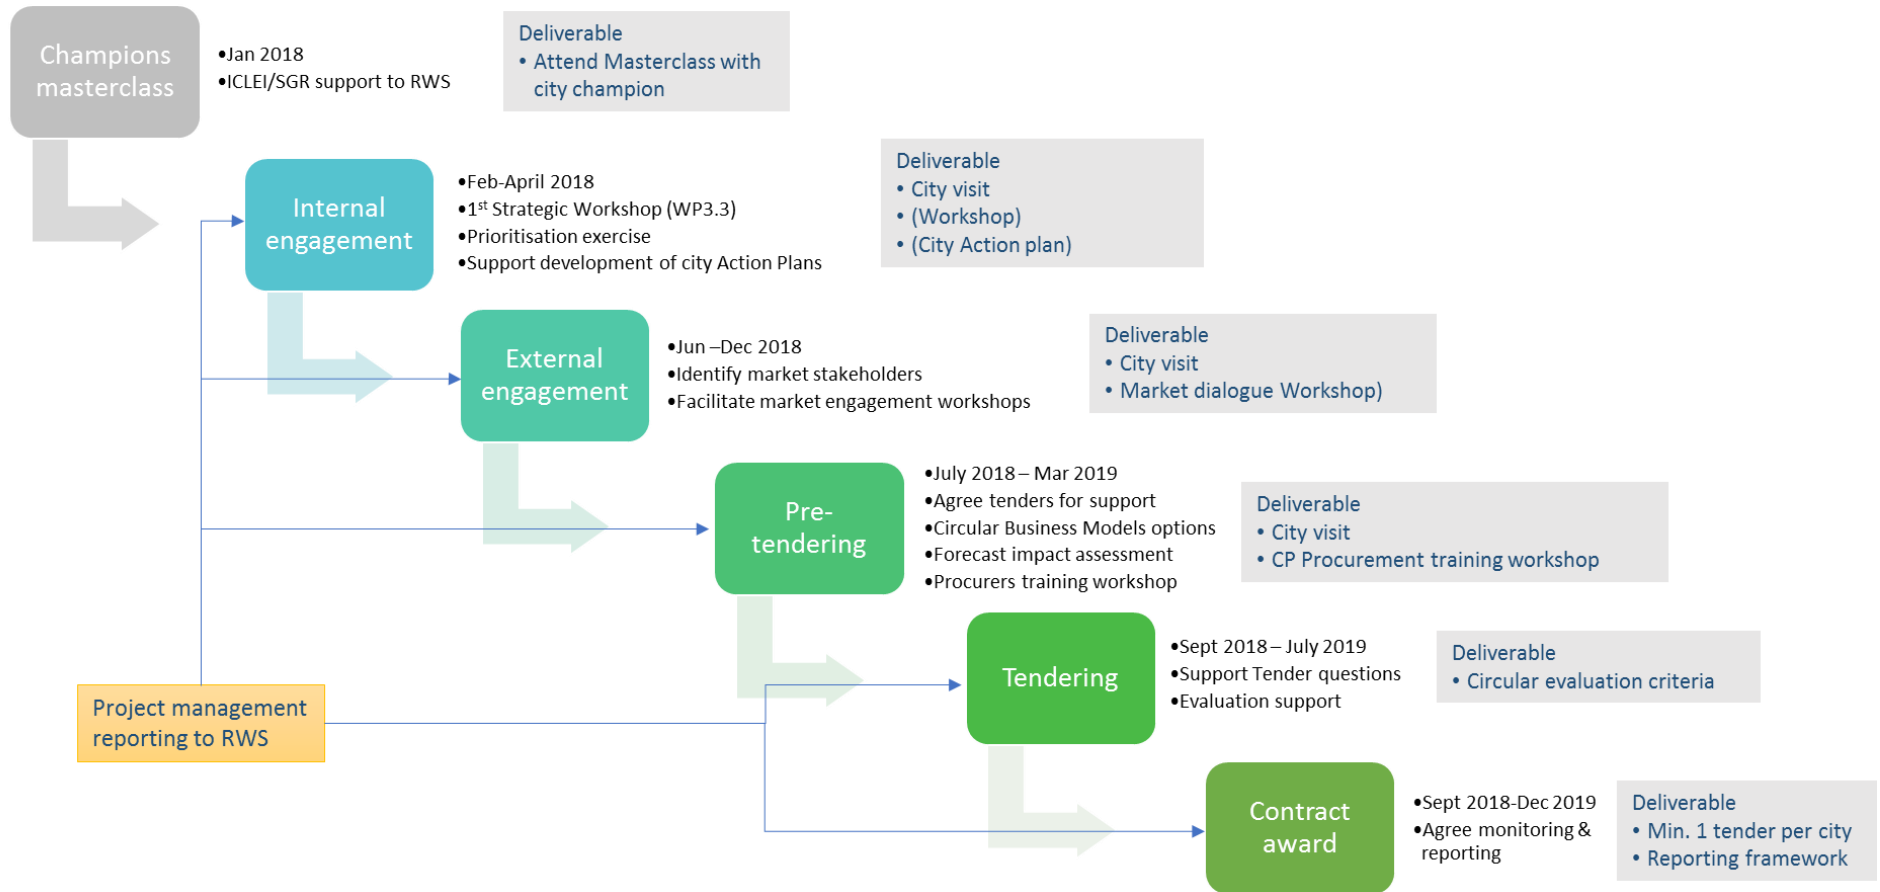 Champions
masterclass
•Jan 2018
•ICLEI/SGR support to RWS
Deliverable
• Attend Masterclass with
city champion
Internal
engagement
•Feb-April 2018
•1st Strategic Workshop (WP3.3)
•Prioritisation exercise
•Support development of city Action Plans
Deliverable
• City visit
• (Workshop)
• (City Action plan)
External
engagement
•Jun –Dec 2018
•Identify market stakeholders
•Facilitate market engagement workshops
Deliverable
• City visit
• Market dialogue Workshop)
Pre-
tendering
•July 2018 – Mar 2019
•Agree tenders for support
•Circular Business Models options
•Forecast impact assessment
•Procurers training workshop
Deliverable
• City visit
• CP Procurement training workshop
Tendering
•Sept 2018 – July 2019
•Support Tender questions
•Evaluation support
Deliverable
• Circular evaluation criteria
Project management
reporting to RWS
Contract
award
•Sept 2018-Dec 2019
•Agree monitoring &
reporting
Deliverable
• Min. 1 tender per city
• Reporting framework